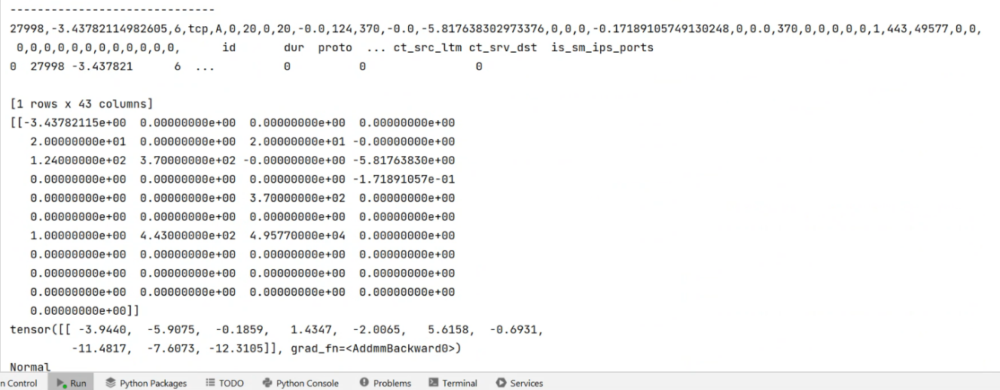 ------------------------------
27998,-3.43782114982605,6,tcp,A,0,20,0,20,-0.0,124,370,-0.0,-5.817638302973376,0,0,0,-0.17189105749130248,0,0.0,370,0,0,0,0,0,1,443,49577,0,0,
0,0,0,0,0,0,0,0,0,0,0,0,      id       dur  proto  ... ct_src_ltm ct_srv_dst  is_sm_ips_ports
0  27998 -3.437821      6  ...          0          0                0
[1 rows x 43 columns]
[[-3.43782115e+00  0.00000000e+00  0.00000000e+00  0.00000000e+00
2.00000000e+01  0.00000000e+00  2.00000000e+01 -0.00000000e+00
1.24000000e+02  3.70000000e+02 -0.00000000e+00 -5.81763830e+00
0.00000000e+00  0.00000000e+00  0.00000000e+00 -1.71891057e-01
0.00000000e+00  0.00000000e+00  3.70000000e+02  0.00000000e+00
0.00000000e+00  0.00000000e+00  0.00000000e+00  0.00000000e+00
1.00000000e+00  4.43000000e+02  4.95770000e+04  0.00000000e+00
0.00000000e+00  0.00000000e+00  0.00000000e+00  0.00000000e+00
0.00000000e+00  0.00000000e+00  0.00000000e+00  0.00000000e+00
0.00000000e+00  0.00000000e+00  0.00000000e+00  0.00000000e+00
0.00000000e+00]]
tensor([[ -3.9440,  -5.9075,  -0.1859,   1.4347,  -2.0065,   5.6158,  -0.6931,
-11.4817,  -7.6073, -12.3105]], grad_fn=<AddmmBackward0>)
Normal
n Control  Run  Python Packages  TODO  Python Console  Problems  Terminal  Services